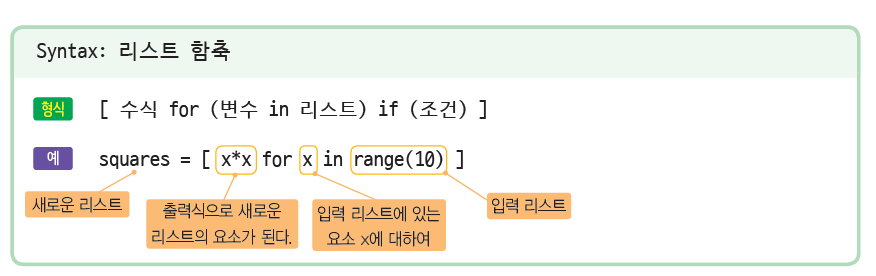 Syntax: 리스트 함축
형식 [ 수식 for (변수 in 리스트) if (조건) ]
예 squares = [ x*x for x in range(10) ]
새로운 리스트
출력식으로 새로운
리스트의 요소가 된다.
입력 리스트에 있는
요소 x에 대하여
입력 리스트